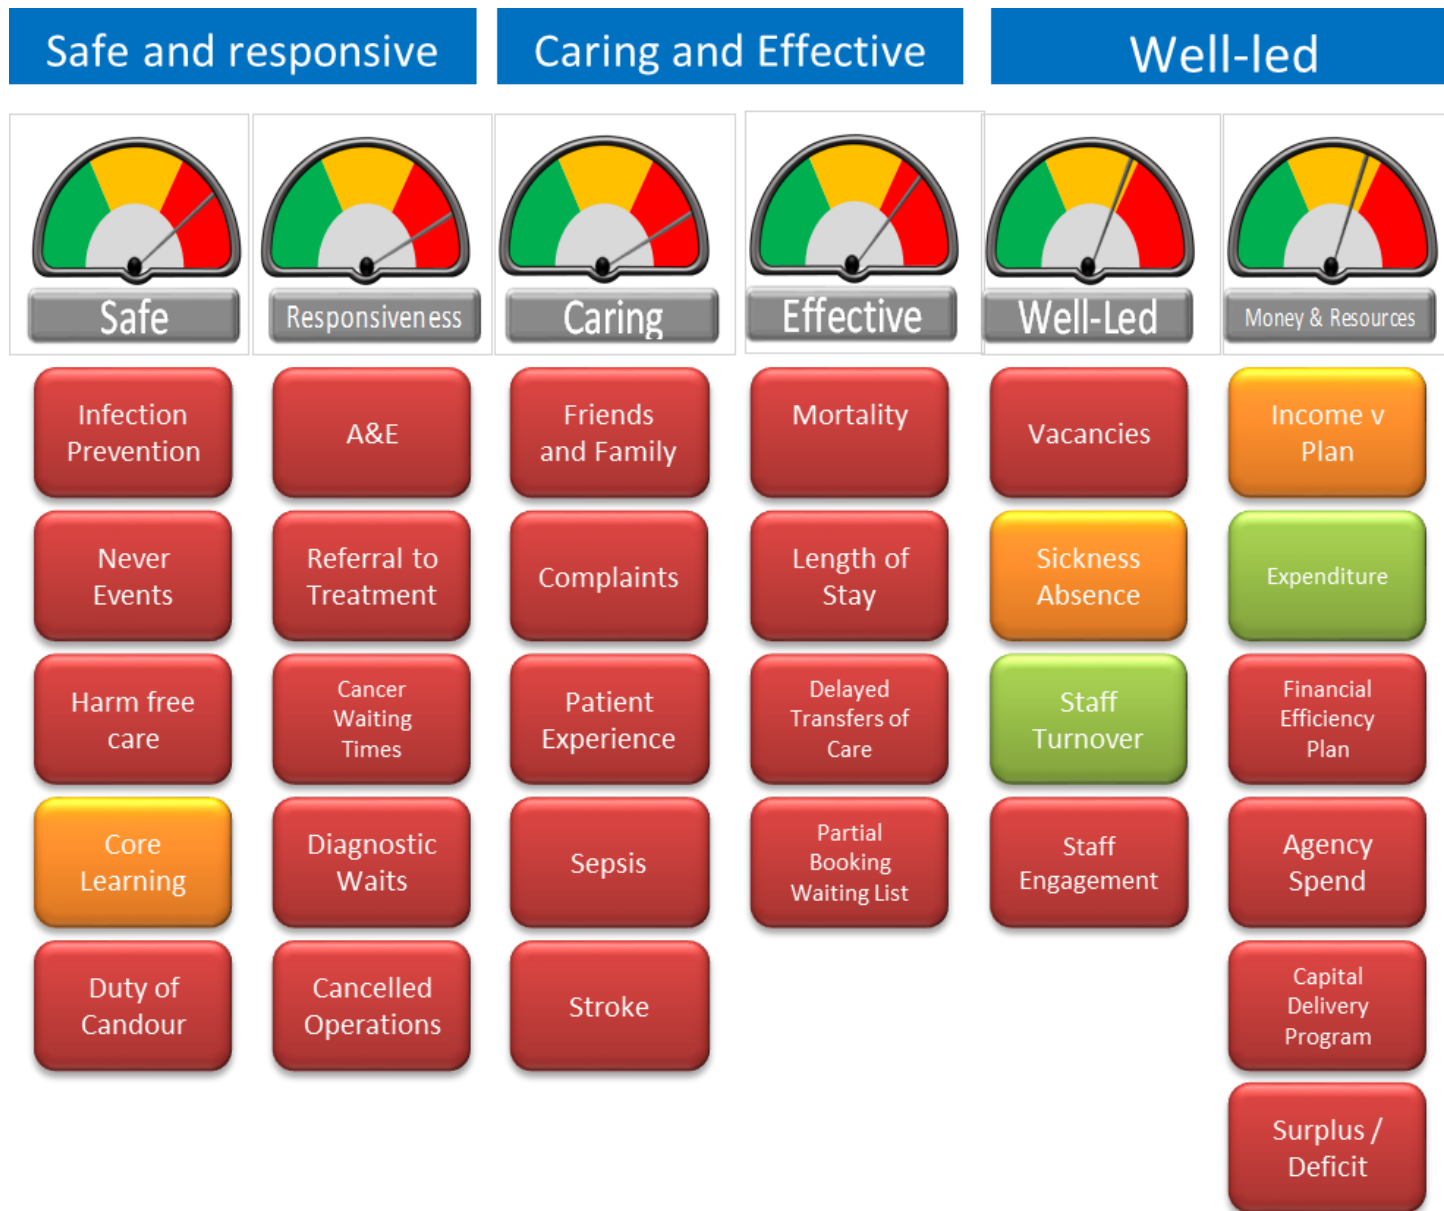 Safe and responsive
Caring and Effective
Well-led
Safe
Responsiveness
Caring
Effective
Well-Led
Money & Resources
Infection
Prevention
A&E
Friends
and Family
Mortality
Vacancies
Income v
Plan
Never
Events
Referral to
Treatment
Complaints
Length of
Stay
Sickness
Absence
Expenditure
Harm free
care
Cancer
Waiting
Times
Patient
Experience
Delayed
Transfers of
Care
Staff
Turnover
Financial
Efficiency
Plan
Core
Learning
Diagnostic
Waits
Sepsis
Partial
Booking
Waiting List
Staff
Engagement
Agency
Spend
Duty of
Candour
Cancelled
Operations
Stroke
Capital
Delivery
Program
Surplus /
Deficit